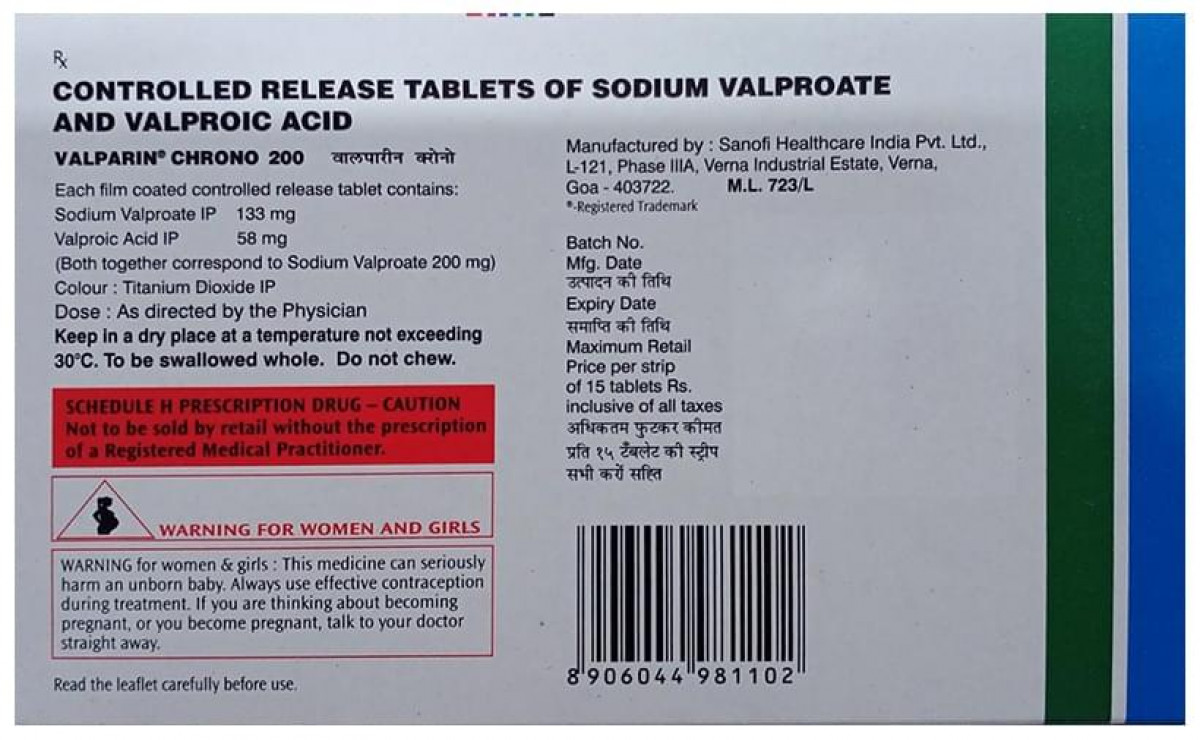 Rx
CONTROLLED RELEASE TABLETS OF SODIUM VALPROATE
AND VALPROIC ACID
VALPARIN® CHRONO 200 वालपारीन क्रोनो
Each film coated controlled release tablet contains:
Sodium Valproate IP 133 mg
Valproic Acid IP 58 mg
(Both together correspond to Sodium Valproate 200 mg)
Colour : Titanium Dioxide IP
Dose : As directed by the Physician
Keep in a dry place at a temperature not exceeding
30°C. To be swallowed whole. Do not chew.
SCHEDULE H PRESCRIPTION DRUG – CAUTION
Not to be sold by retail without the prescription
of a Registered Medical Practitioner.
WARNING FOR WOMEN AND GIRLS
WARNING for women & girls : This medicine can seriously
harm an unborn baby. Always use effective contraception
during treatment. If you are thinking about becoming
pregnant, or you become pregnant, talk to your doctor
straight away.
Read the leaflet carefully before use.
Manufactured by : Sanofi Healthcare India Pvt. Ltd.,
L-121, Phase IIIA, Verna Industrial Estate, Verna,
Goa - 403722. M.L. 723/L
®-Registered Trademark
Batch No.
Mfg. Date
उत्पादन की तिथि
Expiry Date
समाप्ति की तिथि
Maximum Retail
Price per strip
of 15 tablets Rs.
inclusive of all taxes
अधिकतम फुटकर कीमत
प्रति १५ टॅबलेट की स्ट्रीप
सभी करों सहित
8 906044 981102